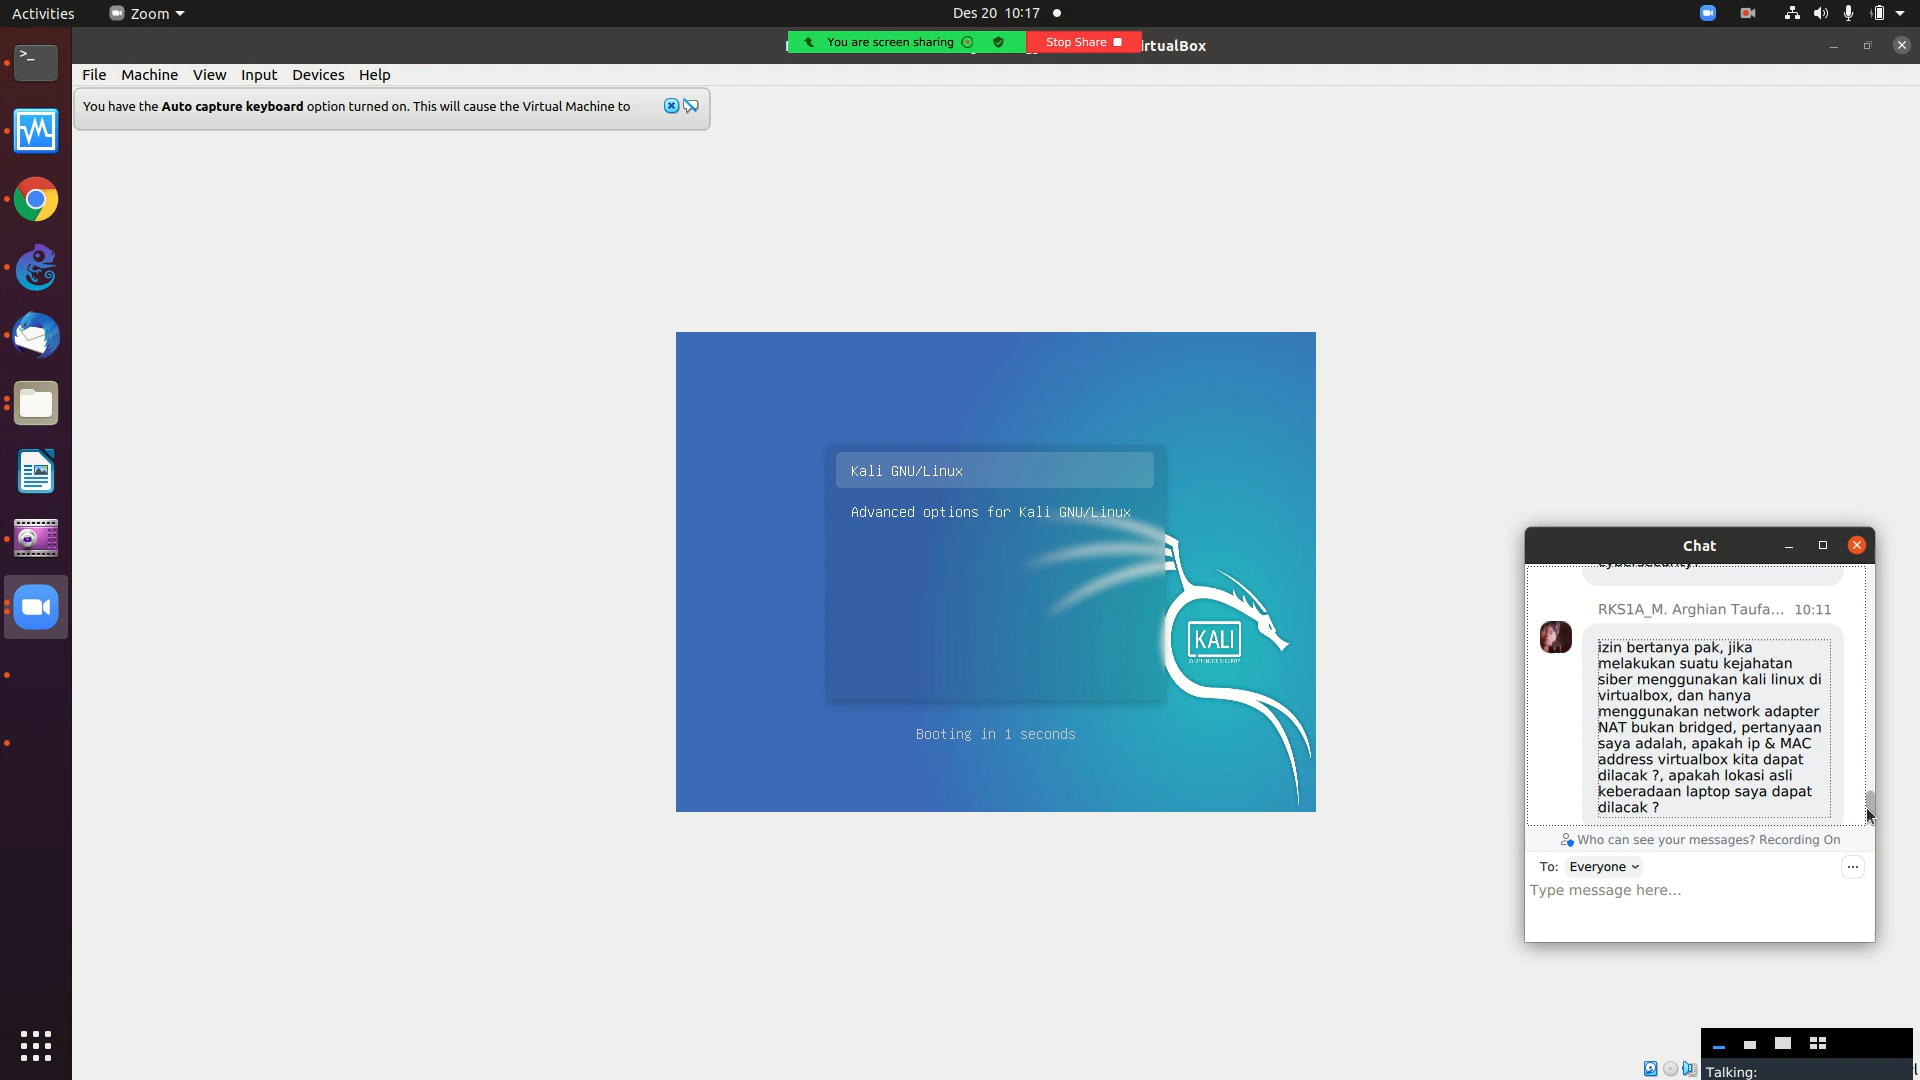 Activities
Zoom
Des 20 10:17
You are screen sharing
Stop Share
irtualBox
File Machine View Input Devices Help
You have the Auto capture keyboard option turned on. This will cause the Virtual Machine to
Kali GNU/Linux
Advanced options for Kali GNU/Linux
KALI
BY OFFENSIVE SECURITY
Booting in 1 seconds
Chat
cybersecurity?
RKS1A_M. Arghian Taufa... 10:11
izin bertanya pak, jika
melakukan suatu kejahatan
siber menggunakan kali linux di
virtualbox, dan hanya
menggunakan network adapter
NAT bukan bridged, pertanyaan
saya adalah, apakah ip & MAC
address virtualbox kita dapat
dilacak ?, apakah lokasi asli
keberadaan laptop saya dapat
dilacak ?
Who can see your messages? Recording On
To: Everyone
Type message here...
Talking: